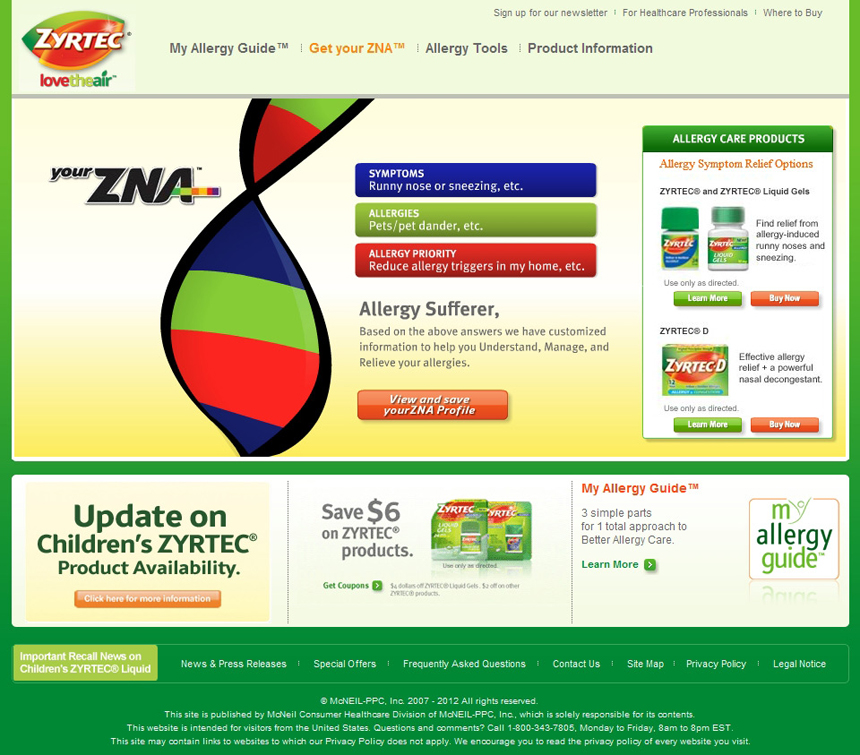 Sign up for our newsletter | For Healthcare Professionals | Where to Buy
ZYRTEC®
lovetheair™
My Allergy Guide™ | Get your ZNA™ | Allergy Tools | Product Information
your ZNA™
SYMPTOMS
Runny nose or sneezing, etc.
ALLERGIES
Pets/pet dander, etc.
ALLERGY PRIORITY
Reduce allergy triggers in my home, etc.
Allergy Sufferer,
Based on the above answers we have customized
information to help you Understand, Manage, and
Relieve your allergies.
View and save
yourZNA Profile
ALLERGY CARE PRODUCTS
Allergy Symptom Relief Options
ZYRTEC® and ZYRTEC® Liquid Gels
ZYRTEC
ZYRTEC
LIQUID
GELS
Find relief from
allergy-induced
runny noses and
sneezing.
Use only as directed.
Learn More
Buy Now
ZYRTEC® D
ZYRTEC-D
12
Effective allergy
relief + a powerful
nasal decongestant.
Use only as directed.
Learn More
Buy Now
Update on
Children's ZYRTEC®
Product Availability.
Click here for more information
Save $6
on ZYRTEC®
products.
ZYRTEC
ZYRTEC
LIQUID
GELS
Use only as directed.
Get Coupons
$4 dollars off ZYRTEC® Liquid Gels. $2 off on other
ZYRTEC® products.
My Allergy Guide™
3 simple parts
for 1 total approach to
Better Allergy Care.
Learn More
my
allergy
guide™
Important Recall News on
Children's ZYRTEC® Liquid
News & Press Releases | Special Offers | Frequently Asked Questions | Contact Us | Site Map | Privacy Policy | Legal Notice
© McNEIL-PPC, Inc. 2007 - 2012 All rights reserved.
This site is published by McNeil Consumer Healthcare Division of McNEIL-PPC, Inc., which is solely responsible for its contents.
This website is intended for visitors from the United States. Questions and comments? Call 1-800-343-7805, Monday to Friday, 8am to 8pm EST.
This site may contain links to websites to which our Privacy Policy does not apply. We encourage you to read the privacy policy of every website you visit.